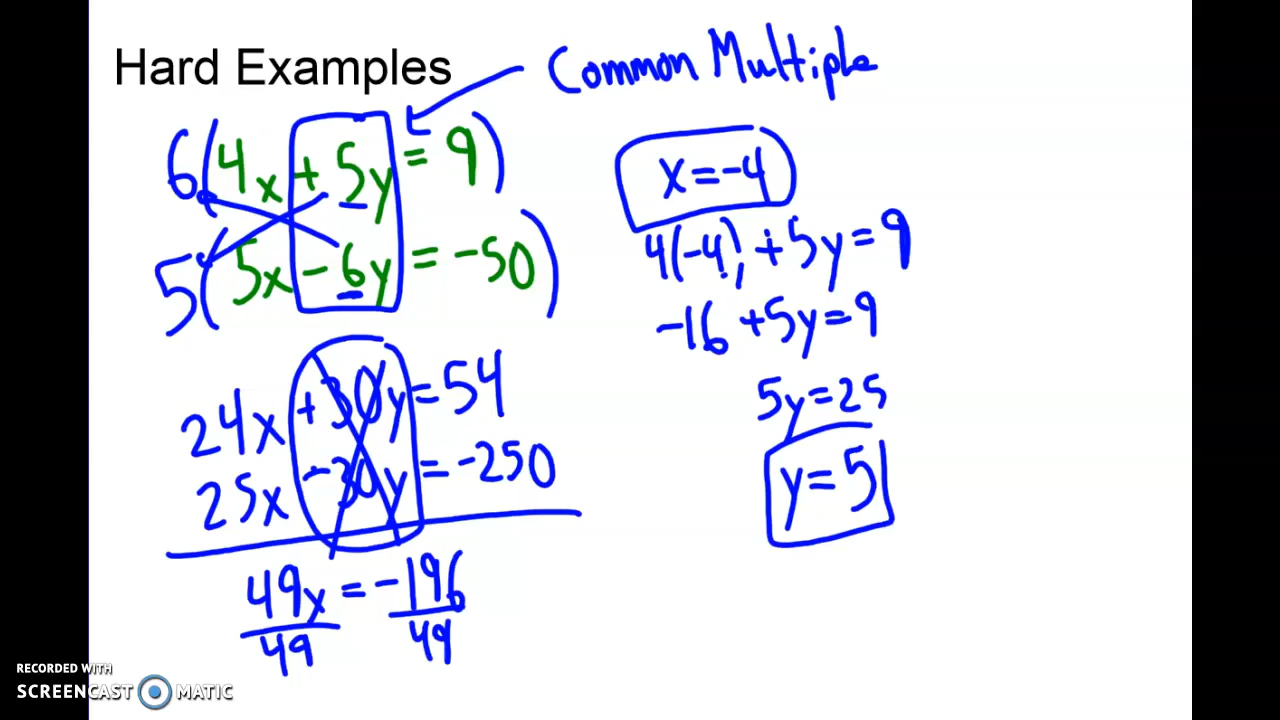 Hard Examples
Common Multiple
6(4x + 5y = 9)
5(5x - 6y = -50)
24x + 30y = 54
25x - 30y = -250
49x = -196
49 49
x = -4
4(-4) + 5y = 9
-16 + 5y = 9
5y = 25
y = 5
RECORDED WITH
SCREENCAST MATIC